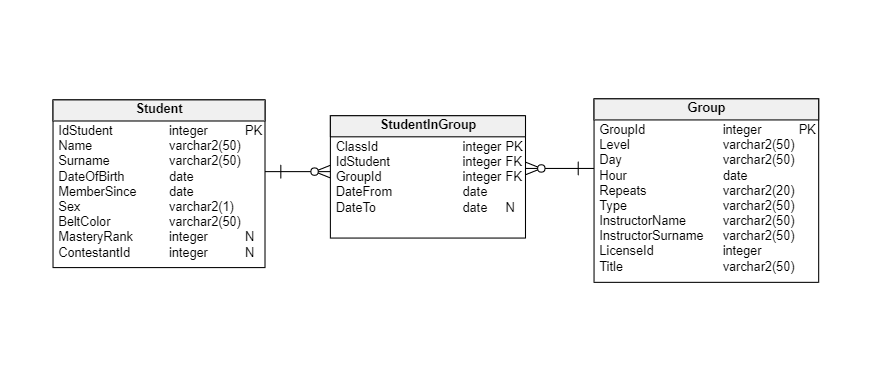 Student
IdStudent integer PK
Name varchar2(50)
Surname varchar2(50)
DateOfBirth date
MemberSince date
Sex varchar2(1)
BeltColor varchar2(50)
MasteryRank integer N
ContestantId integer N
StudentInGroup
ClassId integer PK
IdStudent integer FK
GroupId integer FK
DateFrom date
DateTo date N
Group
GroupId integer PK
Level varchar2(50)
Day varchar2(50)
Hour date
Repeats varchar2(20)
Type varchar2(50)
InstructorName varchar2(50)
InstructorSurname varchar2(50)
LicenseId integer
Title varchar2(50)